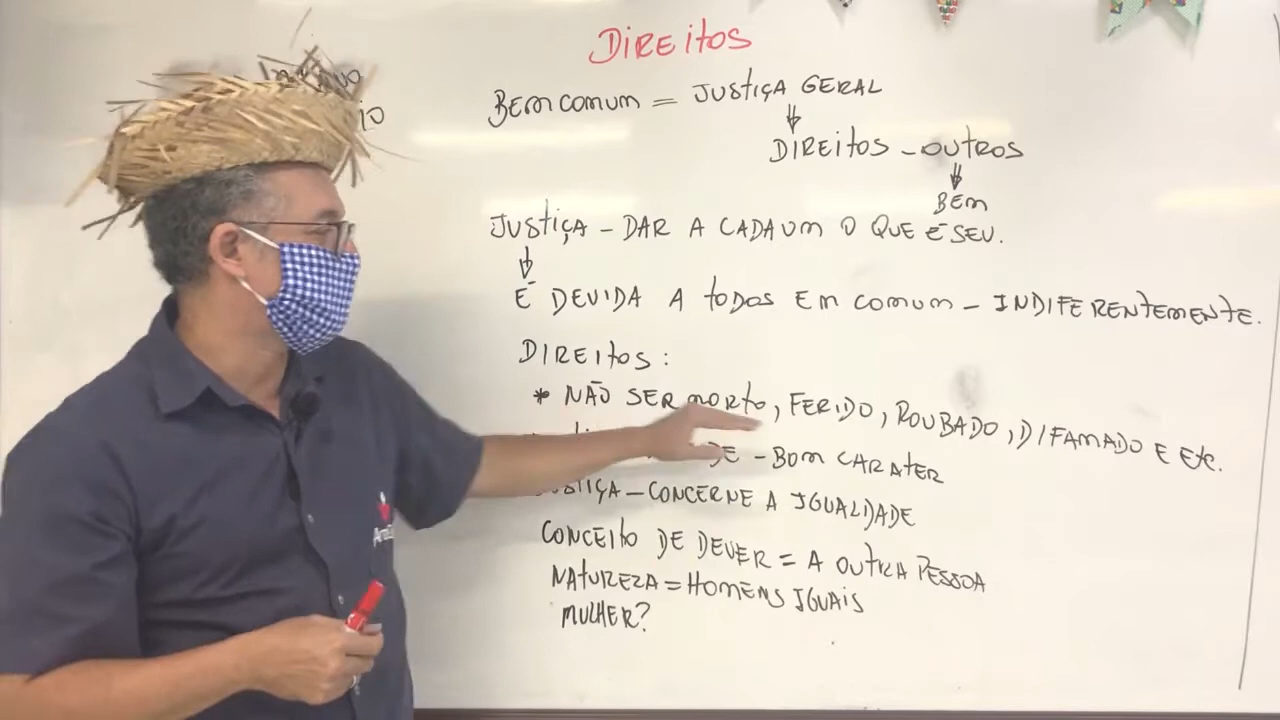 DIREITOS
BEM COMUM = JUSTIÇA GERAL
DIREITOS - OUTROS
BEM
JUSTIÇA - DAR A CADA UM O QUE É SEU.
É DEVIDA A TODOS EM COMUM - INDIFERENTEMENTE.
DIREITOS:
* NÃO SER MORTO, FERIDO, ROUBADO, DIFAMADO E Etc.
DE - BOM CARATER
JUSTIÇA - CONCERNE A IGUALDADE
CONCEITO DE DEVER = A OUTRA PESSOA
NATUREZA = HOMENS IGUAIS
MULHER?